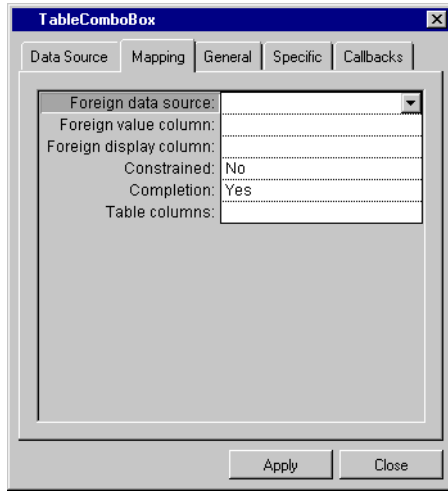 TableComboBox
Data Source Mapping General Specific Callbacks
Foreign data source:
Foreign value column:
Foreign display column:
Constrained: No
Completion: Yes
Table columns:
Apply Close